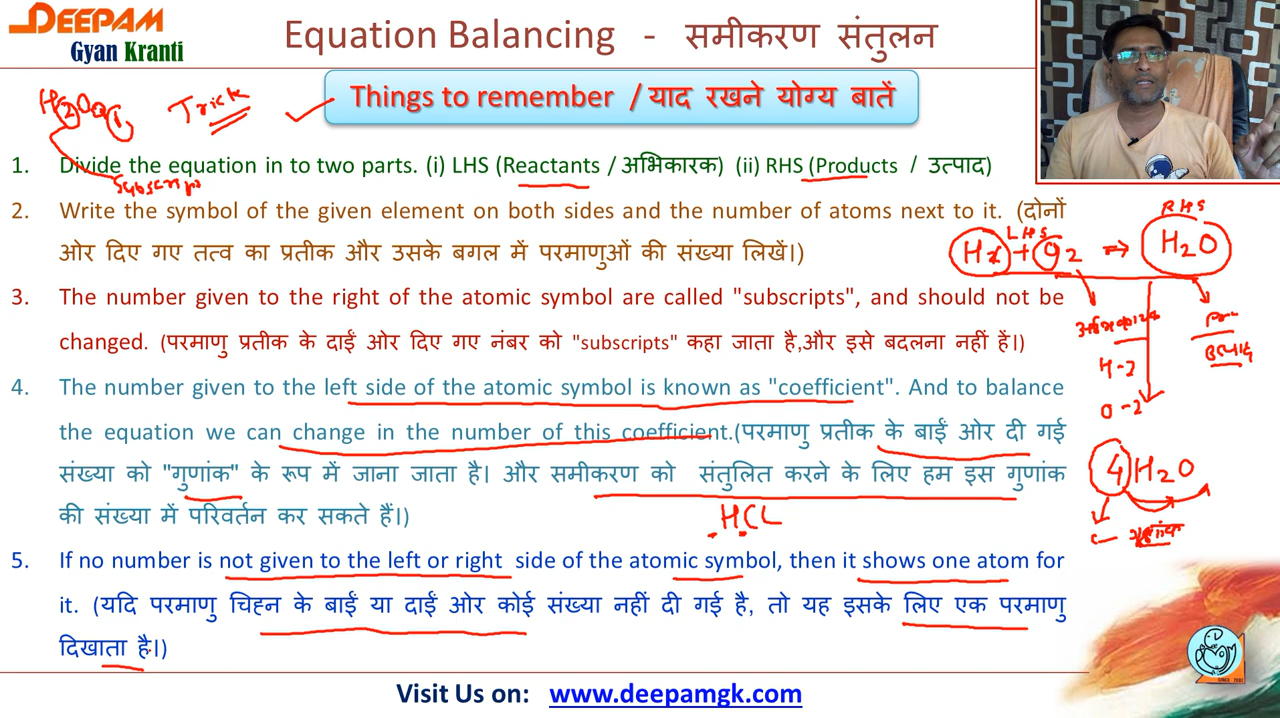 DEEPAM
Gyan Kranti
Equation Balancing - समीकरण संतुलन
Things to remember / याद रखने योग्य बातें
Trick
Subscrip
1. Divide the equation in to two parts. (i) LHS (Reactants / अभिकारक) (ii) RHS (Products / उत्पाद)
2. Write the symbol of the given element on both sides and the number of atoms next to it. (दोनों
ओर दिए गए तत्व का प्रतीक और उसके बगल में परमाणुओं की संख्या लिखें।)
3. The number given to the right of the atomic symbol are called "subscripts", and should not be
changed. (परमाणु प्रतीक के दाईं ओर दिए गए नंबर को "subscripts" कहा जाता है,और इसे बदलना नहीं हें।)
4. The number given to the left side of the atomic symbol is known as "coefficient". And to balance
the equation we can change in the number of this coefficient.(परमाणु प्रतीक के बाईं ओर दी गई
संख्या को "गुणांक" के रूप में जाना जाता है। और समीकरण को संतुलित करने के लिए हम इस गुणांक
की संख्या में परिवर्तन कर सकते हैं।)
HCL
5. If no number is not given to the left or right side of the atomic symbol, then it shows one atom for
it. (यदि परमाणु चिह्न के बाईं या दाईं ओर कोई संख्या नहीं दी गई है, तो यह इसके लिए एक परमाणु
दिखाता है।)
RHS
LHS
H2 + O2 ⇒ H2O
अभिकारक
उत्पाद
H-2
O-2
4H2O
गुणांक
SINCE 2007
Visit Us on: www.deepamgk.com